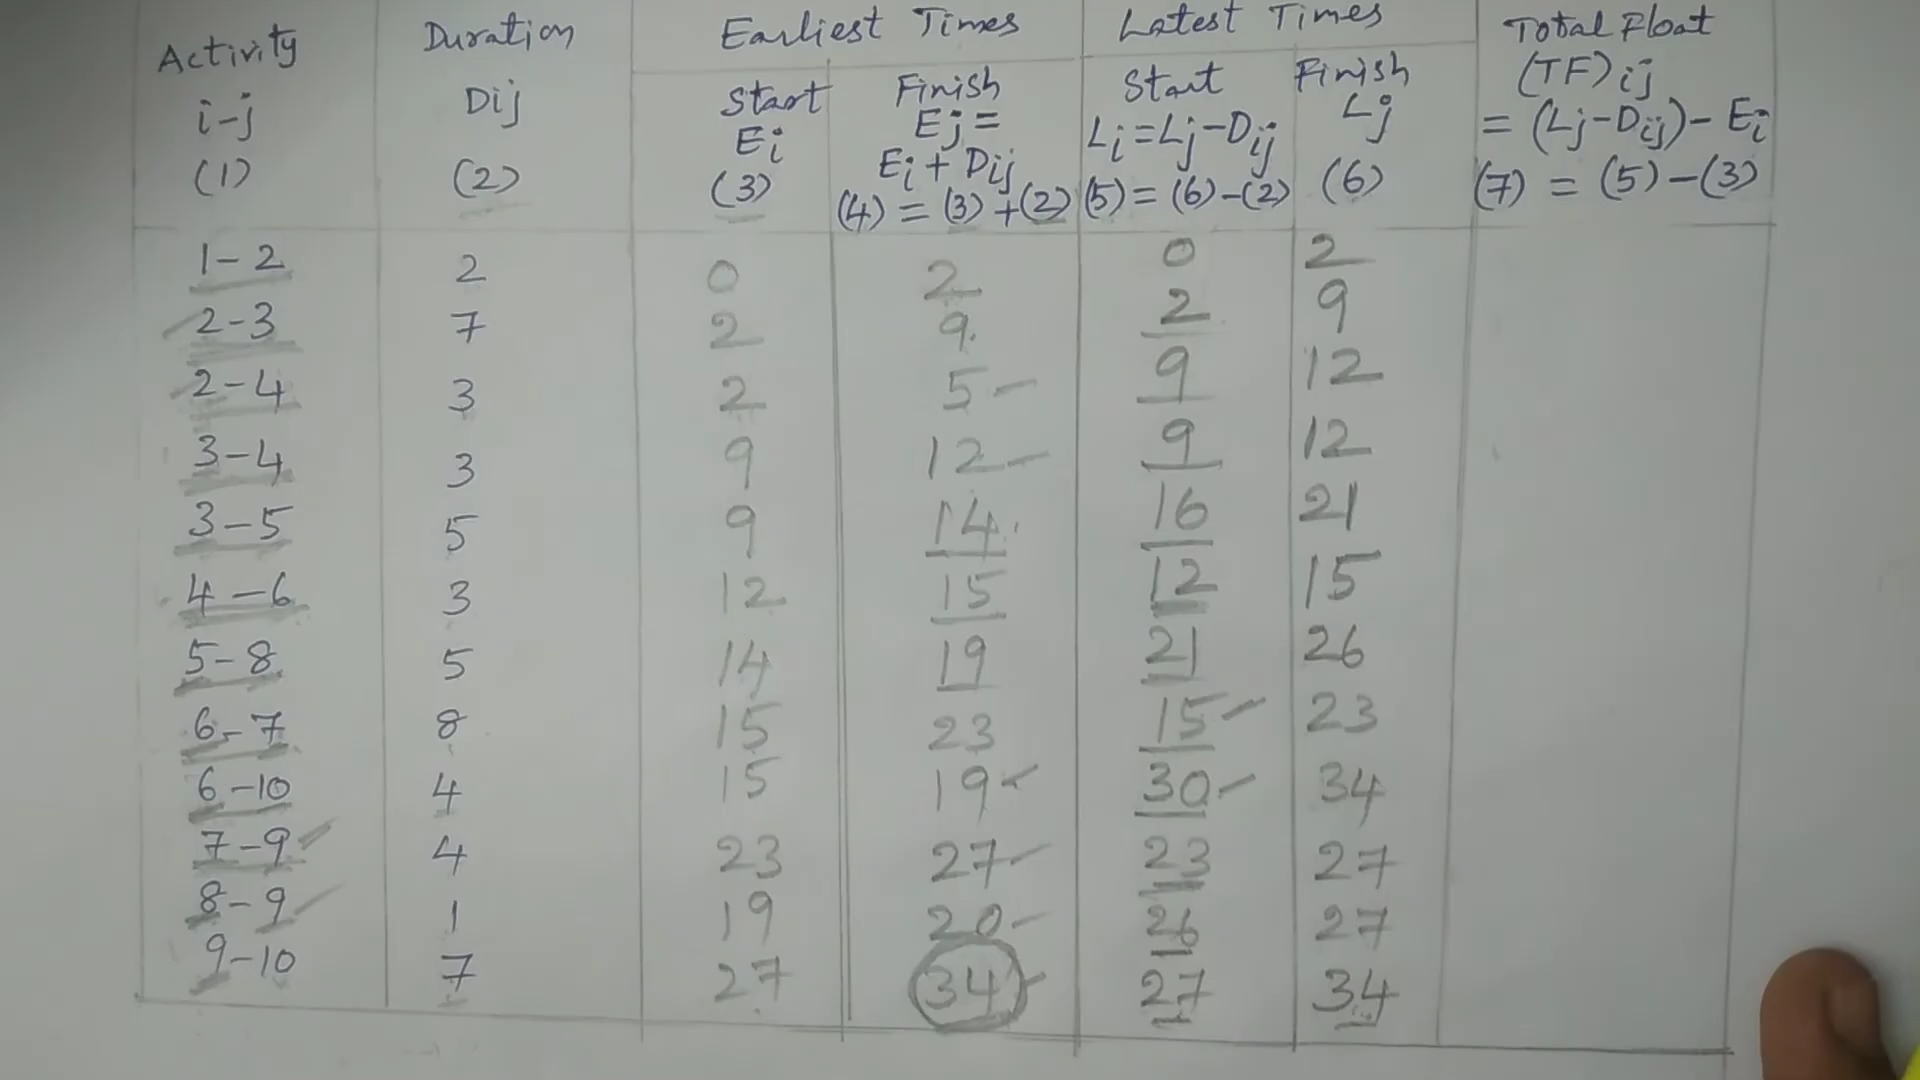 Activity Duration Earliest Times Latest Times Total Float
i-j Dij Start Finish Start Finish (TF)ij
(1) (2) Ei Ej = Li=Lj-Dij Lj = (Lj-Dij)- Ei
(3) Ei + Dij (5)= (6)-(2) (6) (7) = (5)-(3)
(4) = (3) +(2)
1-2 2 0 2 0 2
2-3 7 2 9 2 9
2-4 3 2 5 9 12
3-4 3 9 12 9 12
3-5 5 9 14 16 21
4-6 3 12 15 12 15
5-8 5 14 19 21 26
6-7 8 15 23 15 23
6-10 4 15 19 30 34
7-9 4 23 27 23 27
8-9 1 19 20 26 27
9-10 7 27 34 27 34